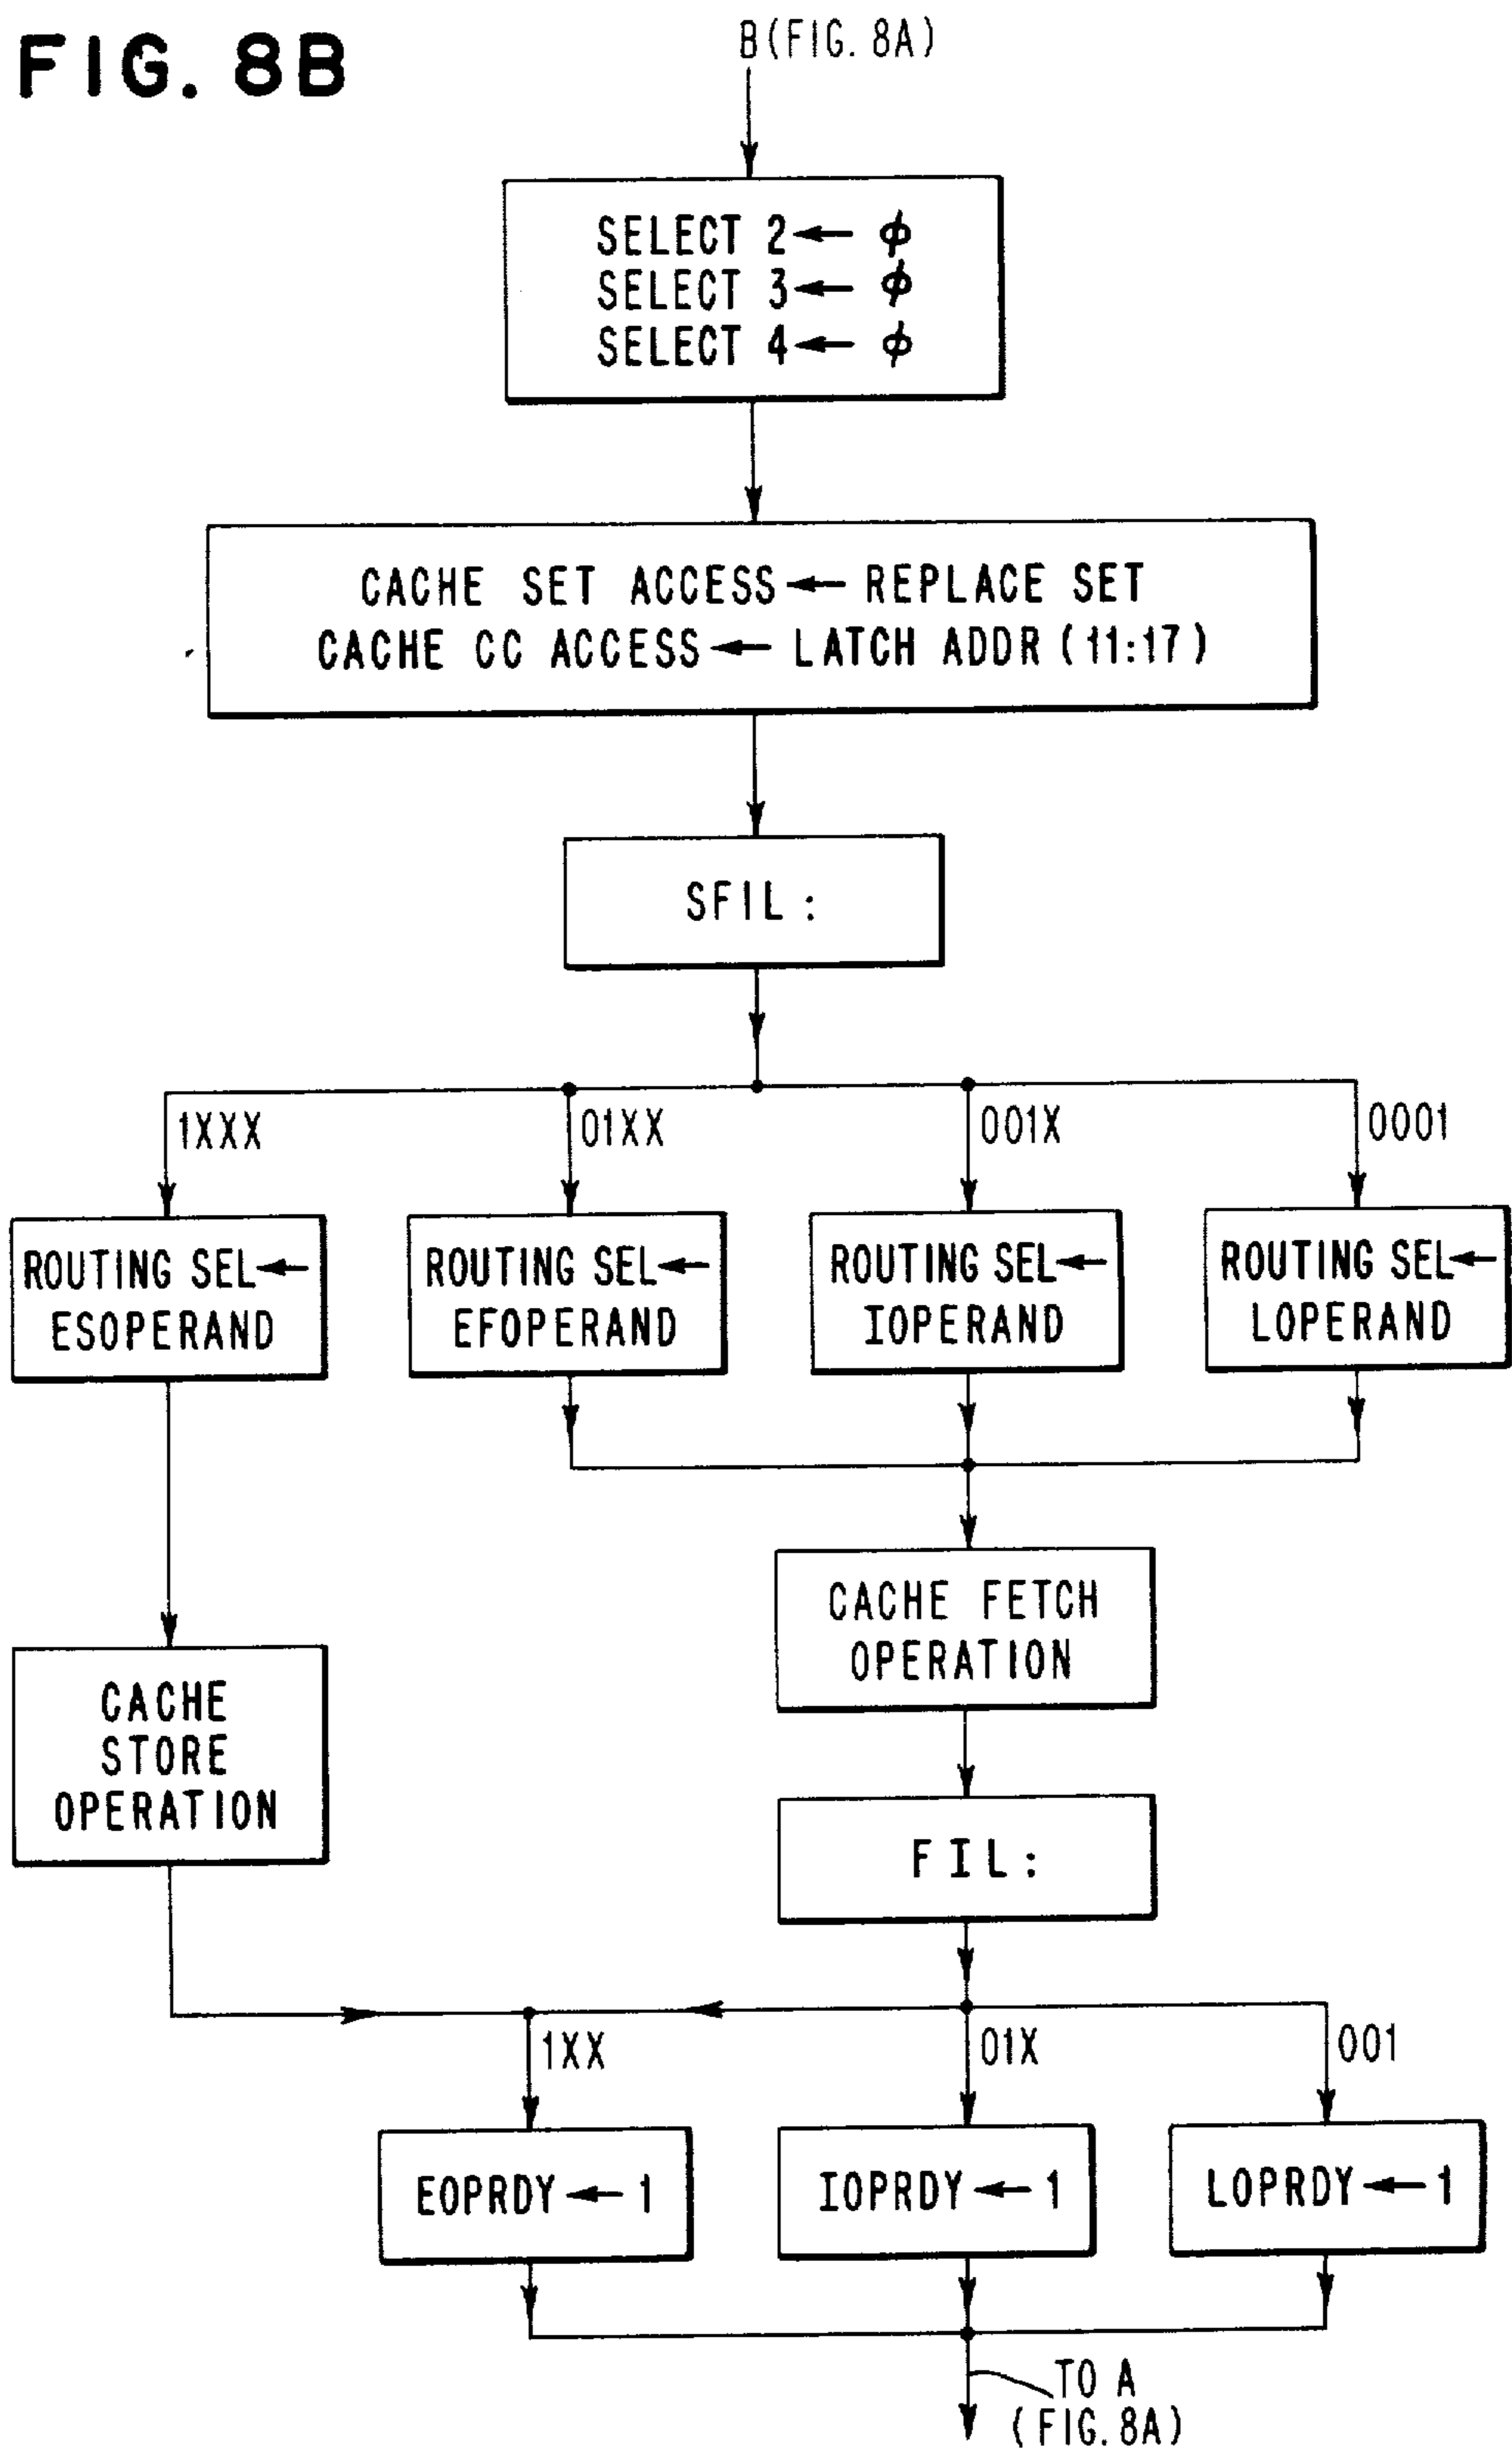 FIG. 8B
B(FIG. 8A)
SELECT 2← ϕ
SELECT 3← ϕ
SELECT 4← ϕ
CACHE SET ACCESS← REPLACE SET
CACHE CC ACCESS← LATCH ADDR (11:17)
SFIL:
1XXX
01XX
001X
0001
ROUTING SEL←
ESOPERAND
ROUTING SEL←
EFOPERAND
ROUTING SEL←
IOPERAND
ROUTING SEL←
LOPERAND
CACHE FETCH
OPERATION
CACHE
STORE
OPERATION
FIL:
1XX
01X
001
EOPRDY← 1
IOPRDY← 1
LOPRDY← 1
TO A
(FIG. 8A)